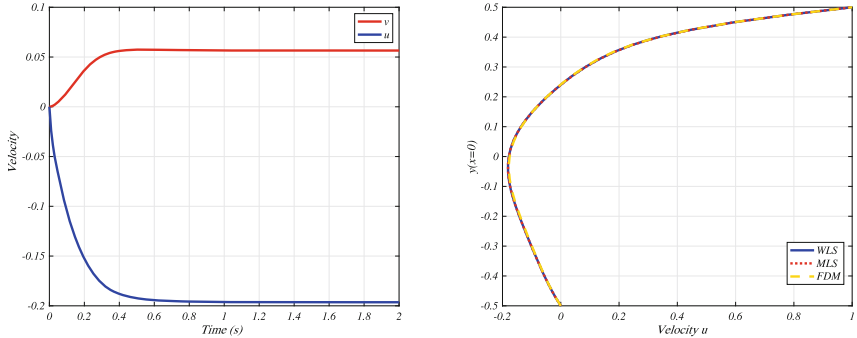 0.1
0.05
0
-0.05
-0.1
-0.15
-0.2
Velocity
0 0.2 0.4 0.6 0.8 1 1.2 1.4 1.6 1.8 2
Time (s)
v
u
0.5
0.4
0.3
0.2
0.1
0
-0.1
-0.2
-0.3
-0.4
-0.5
y(x=0)
-0.2 0 0.2 0.4 0.6 0.8 1
Velocity u
WLS
MLS
FDM